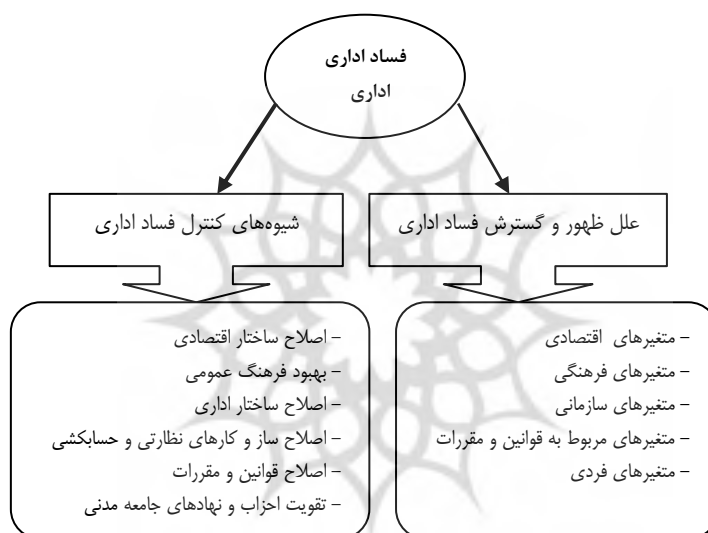 فساد اداری
اداری
علل ظهور و گسترش فساد اداری
شیوه‌های کنترل فساد اداری
– متغیرهای اقتصادی
– متغیرهای فرهنگی
– متغیرهای سازمانی
– متغیرهای مربوط به قوانین و مقررات
– متغیرهای فردی
– اصلاح ساختار اقتصادی
– بهبود فرهنگ عمومی
– اصلاح ساختار اداری
– اصلاح ساز و کارهای نظارتی و حسابکشی
– اصلاح قوانین و مقررات
– تقویت احزاب و نهادهای جامعه مدنی